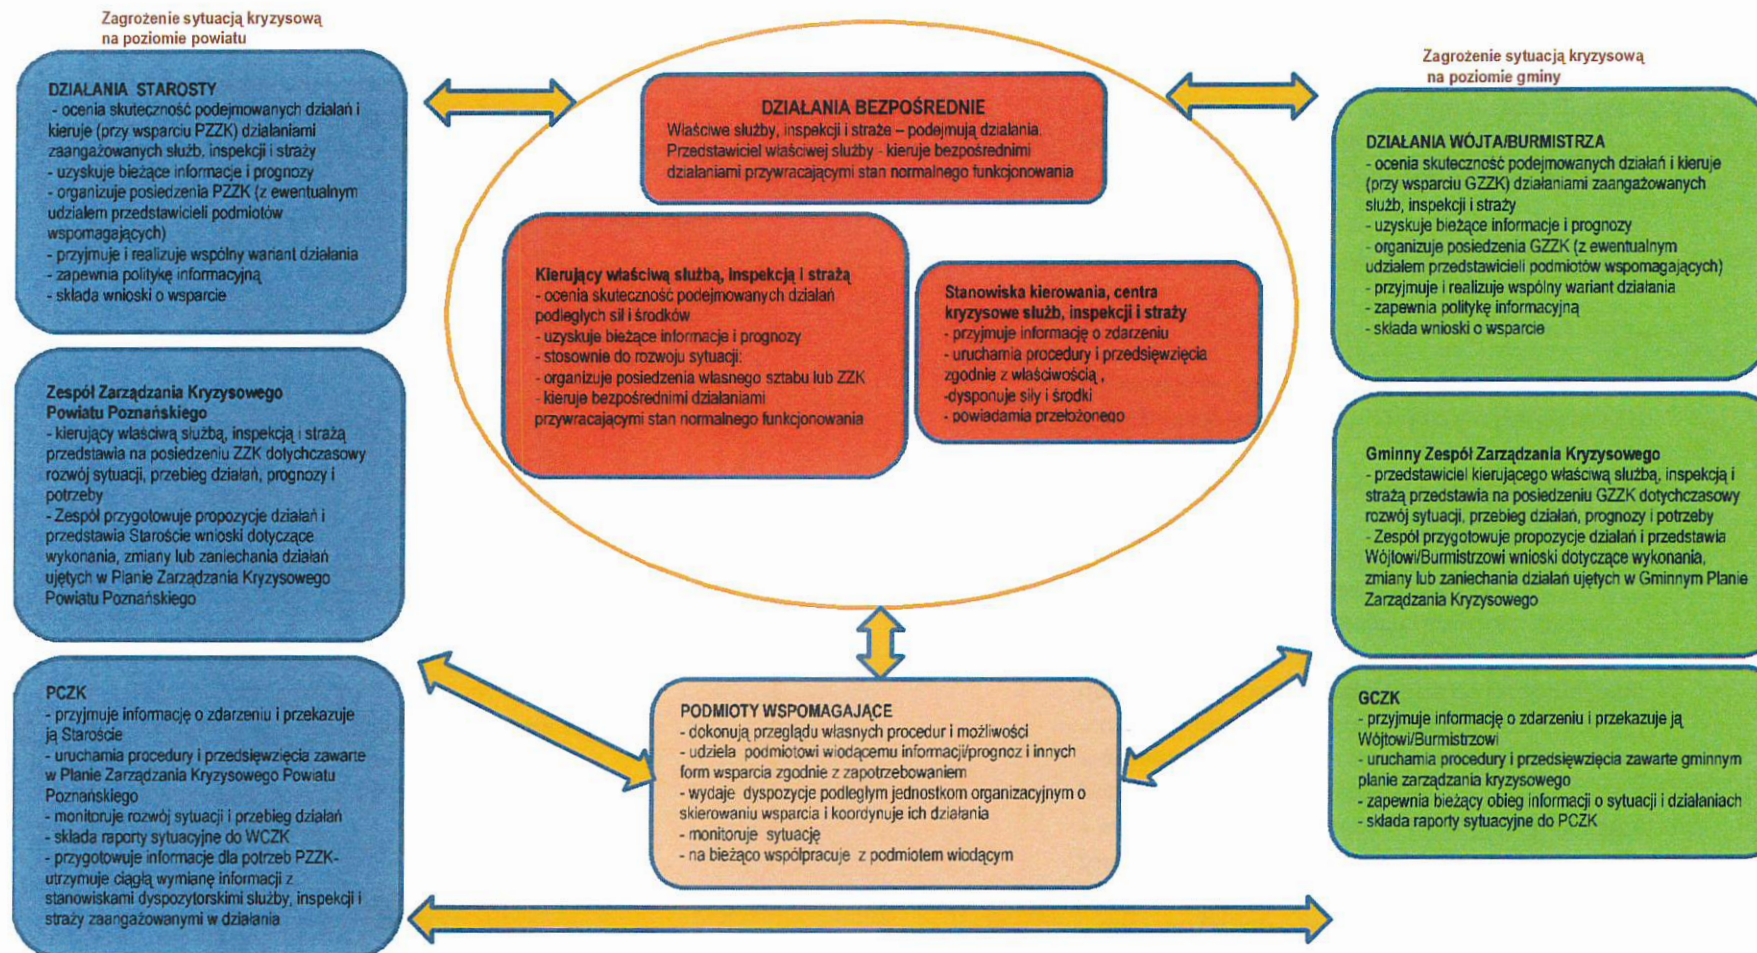 Zagrożenie sytuacją kryzysową
na poziomie powiatu
DZIAŁANIA STAROSTY
- ocenia skuteczność podejmowanych działań i
kieruje (przy wsparciu PZZK) działaniami
zaangażowanych służb, inspekcji i straży
- uzyskuje bieżące informacje i prognozy
- organizuje posiedzenia PZZK (z ewentualnym
udziałem przedstawicieli podmiotów
wspomagających)
- przyjmuje i realizuje wspólny wariant działania
- zapewnia politykę informacyjną
- składa wnioski o wsparcie
Zespół Zarządzania Kryzysowego
Powiatu Poznańskiego
- kierujący właściwą służbą, inspekcją i strażą
przedstawia na posiedzeniu ZZK dotychczasowy
rozwój sytuacji, przebieg działań, prognozy i
potrzeby
- Zespół przygotowuje propozycje działań i
przedstawia Staroście wnioski dotyczące
wykonania, zmiany lub zaniechania działań
ujętych w Planie Zarządzania Kryzysowego
Powiatu Poznańskiego
PCZK
- przyjmuje informację o zdarzeniu i przekazuje
ją Staroście
- uruchamia procedury i przedsięwzięcia zawarte
w Planie Zarządzania Kryzysowego Powiatu
Poznańskiego
- monitoruje rozwój sytuacji i przebieg działań
- składa raporty sytuacyjne do WCZK
- przygotowuje informacje dla potrzeb PZZK-
utrzymuje ciągłą wymianę informacji z
stanowiskami dyspozytorskimi służby, inspekcji i
straży zaangażowanymi w działania
DZIAŁANIA BEZPOŚREDNIE
Właściwe służby, inspekcji i straże – podejmują działania.
Przedstawiciel właściwej służby - kieruje bezpośrednimi
działaniami przywracającymi stan normalnego funkcjonowania
Kierujący właściwą służbą, inspekcją i strażą
- ocenia skuteczność podejmowanych działań
podległych sił i środków
- uzyskuje bieżące informacje i prognozy
- stosownie do rozwoju sytuacji:
- organizuje posiedzenia własnego sztabu lub ZZK
- kieruje bezpośrednimi działaniami
przywracającymi stan normalnego funkcjonowania
Stanowiska kierowania, centra
kryzysowe służb, inspekcji i straży
- przyjmuje informację o zdarzeniu
- uruchamia procedury i przedsięwzięcia
zgodnie z właściwością ,
-dysponuje siły i środki
- powiadamia przełożonego
PODMIOTY WSPOMAGAJĄCE
- dokonują przeglądu własnych procedur i możliwości
- udziela podmiotowi wiodącemu informacji/prognoz i innych
form wsparcia zgodnie z zapotrzebowaniem
- wydaje dyspozycje podległym jednostkom organizacyjnym o
skierowaniu wsparcia i koordynuje ich działania
- monitoruje sytuację
- na bieżąco współpracuje z podmiotem wiodącym
Zagrożenie sytuacją kryzysową
na poziomie gminy
DZIAŁANIA WÓJTA/BURMISTRZA
- ocenia skuteczność podejmowanych działań i kieruje
(przy wsparciu GZZK) działaniami zaangażowanych
służb, inspekcji i straży
- uzyskuje bieżące informacje i prognozy
- organizuje posiedzenia GZZK (z ewentualnym
udziałem przedstawicieli podmiotów wspomagających)
- przyjmuje i realizuje wspólny wariant działania
- zapewnia politykę informacyjną
- składa wnioski o wsparcie
Gminny Zespół Zarządzania Kryzysowego
- przedstawiciel kierującego właściwą służbą, inspekcją i
strażą przedstawia na posiedzeniu GZZK dotychczasowy
rozwój sytuacji, przebieg działań, prognozy i potrzeby
- Zespół przygotowuje propozycje działań i przedstawia
Wójtowi/Burmistrzowi wnioski dotyczące wykonania,
zmiany lub zaniechania działań ujętych w Gminnym Planie
Zarządzania Kryzysowego
GCZK
- przyjmuje informację o zdarzeniu i przekazuje ją
Wójtowi/Burmistrzowi
- uruchamia procedury i przedsięwzięcia zawarte gminnym
planie zarządzania kryzysowego
- zapewnia bieżący obieg informacji o sytuacji i działaniach
- składa raporty sytuacyjne do PCZK